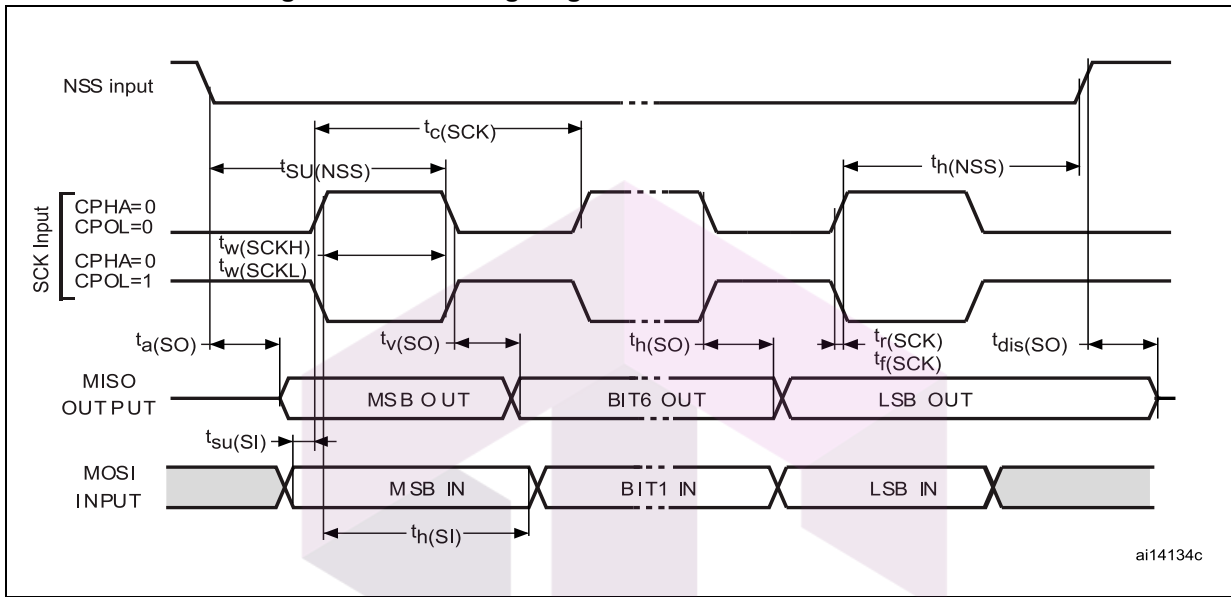 NSS input
tc(SCK)
tSU(NSS)
th(NSS)
SCK Input
CPHA=0
CPOL=0
CPHA=0
CPOL=1
tw(SCKH)
tw(SCKL)
ta(SO)
tv(SO)
th(SO)
tr(SCK)
tf(SCK)
tdis(SO)
MISO
OUTPUT
MSB OUT
BIT6 OUT
LSB OUT
tsu(SI)
MOSI
INPUT
MSB IN
BIT1 IN
LSB IN
th(SI)
ai14134c